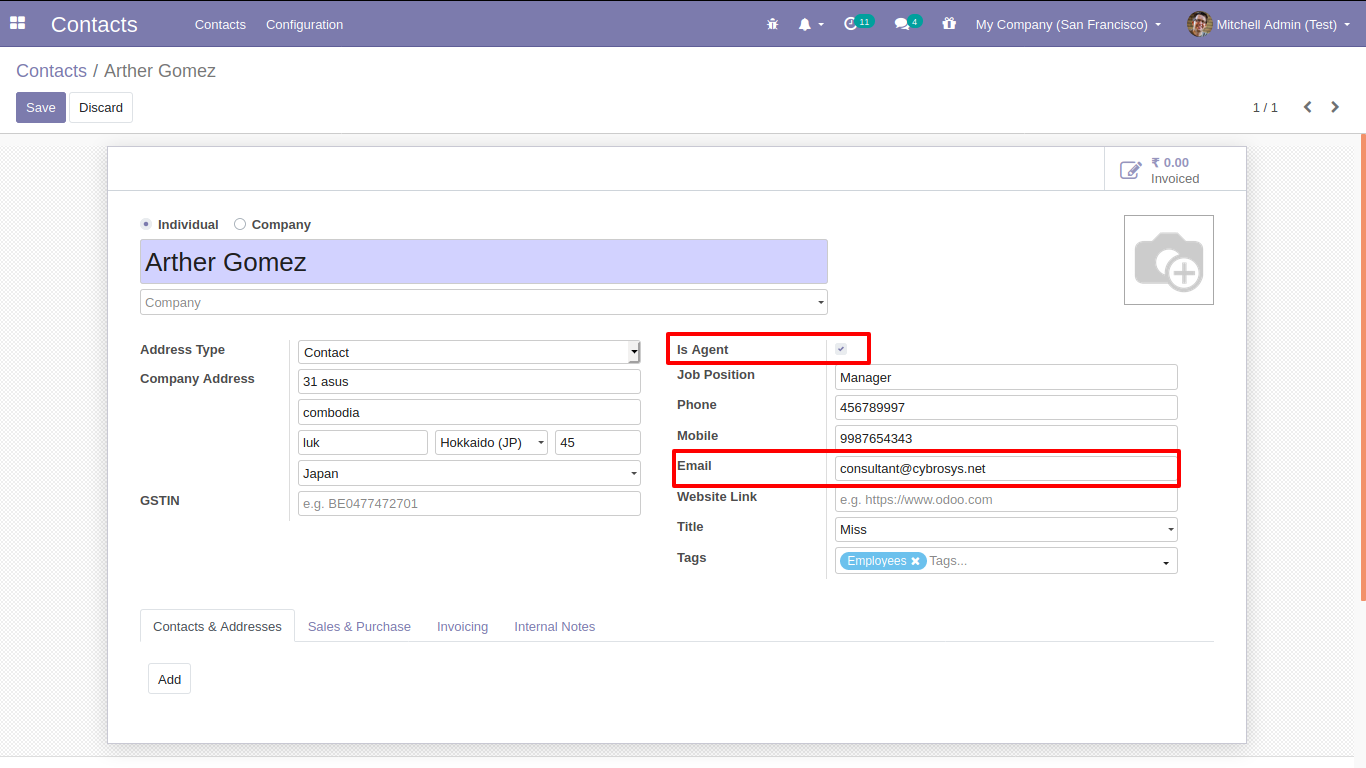 Contacts Contacts Configuration 11 4 My Company (San Francisco) Mitchell Admin (Test)
Contacts / Arther Gomez
Save Discard 1 / 1
₹ 0.00
Invoiced
Individual Company
Arther Gomez
Company
Address Type Contact
Company Address 31 asus
combodia
luk Hokkaido (JP) 45
Japan
GSTIN e.g. BE0477472701
Is Agent
Job Position Manager
Phone 456789997
Mobile 9987654343
Email consultant@cybrosys.net
Website Link e.g. https://www.odoo.com
Title Miss
Tags Employees Tags...
Contacts & Addresses Sales & Purchase Invoicing Internal Notes
Add